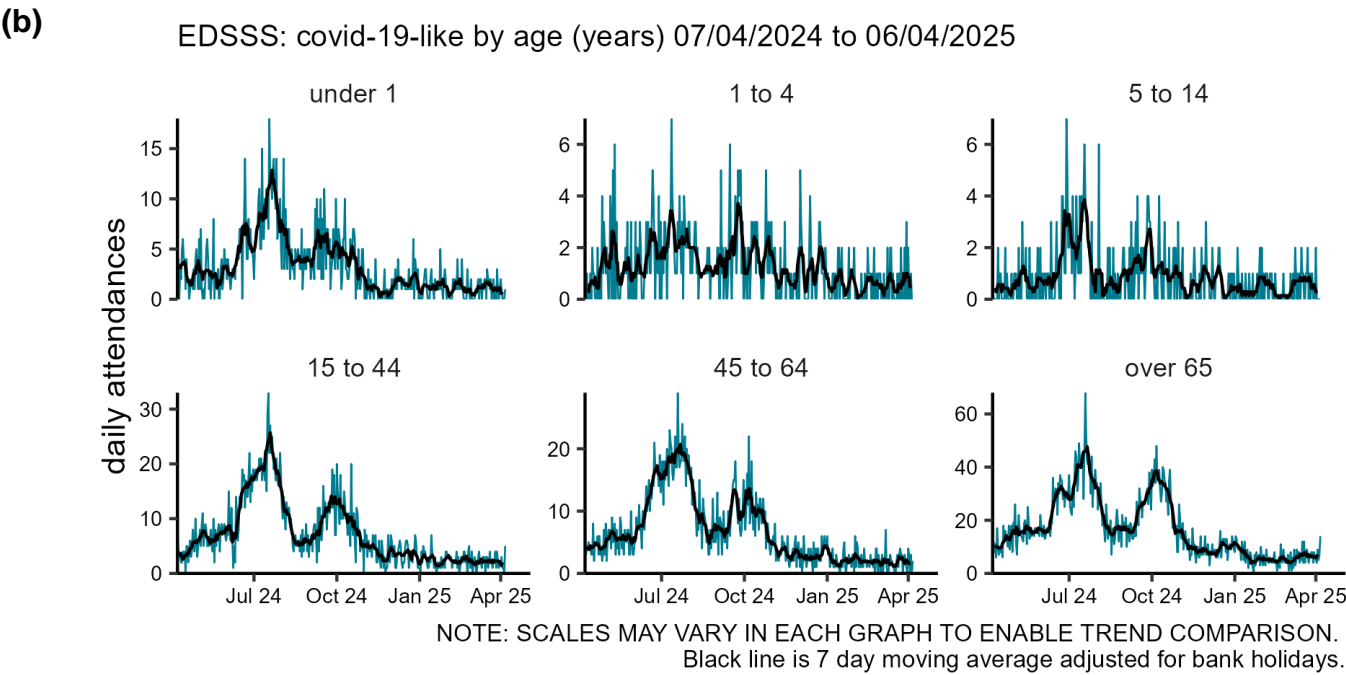 (b)
EDSSS: covid-19-like by age (years) 07/04/2024 to 06/04/2025
under 1
1 to 4
5 to 14
15
10
5
0
6
4
2
0
6
4
2
0
daily attendances
15 to 44
45 to 64
over 65
30
20
10
0
20
10
0
60
40
20
0
Jul 24 Oct 24 Jan 25 Apr 25
Jul 24 Oct 24 Jan 25 Apr 25
Jul 24 Oct 24 Jan 25 Apr 25
NOTE: SCALES MAY VARY IN EACH GRAPH TO ENABLE TREND COMPARISON.
Black line is 7 day moving average adjusted for bank holidays.